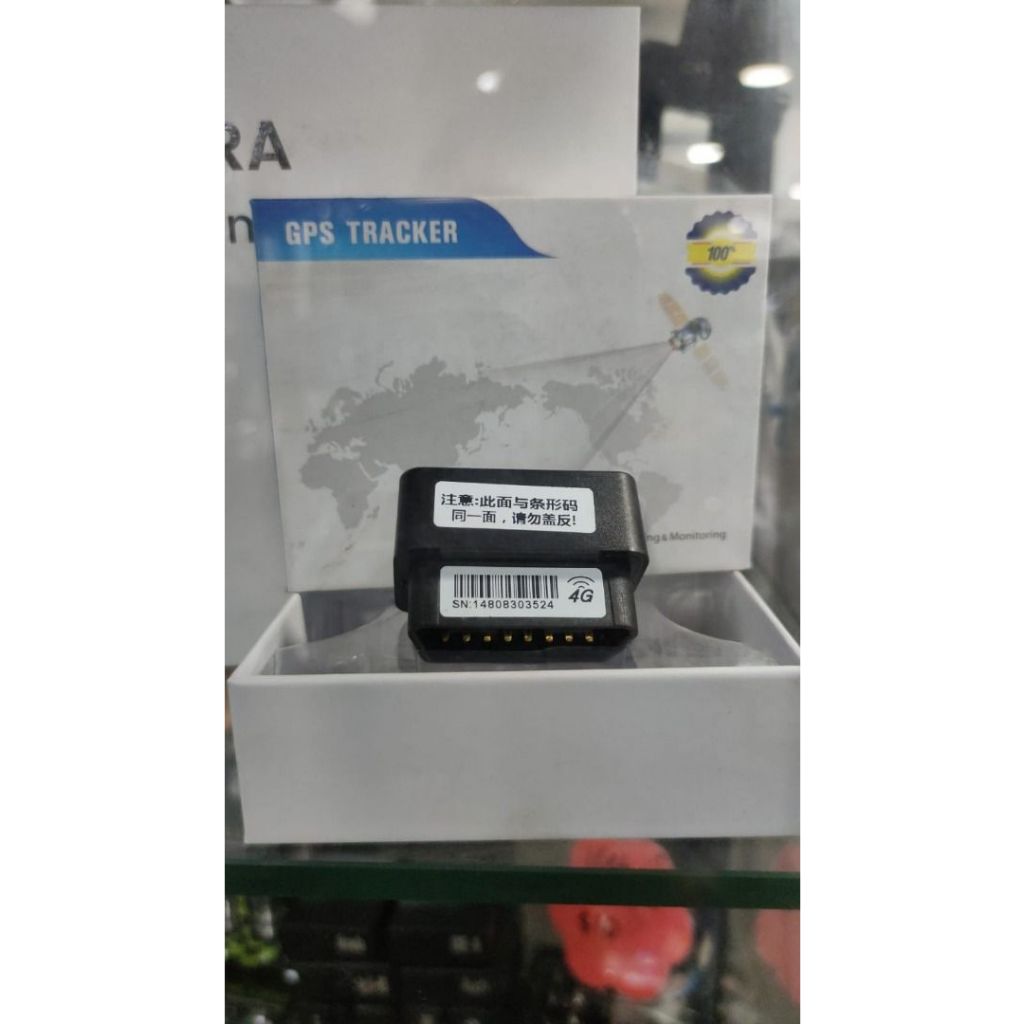 RA
n
GPS TRACKER
100%
注意:此面与条形码
同一面，请勿盖反!
ng & Monitoring
SN:14808303524
4G